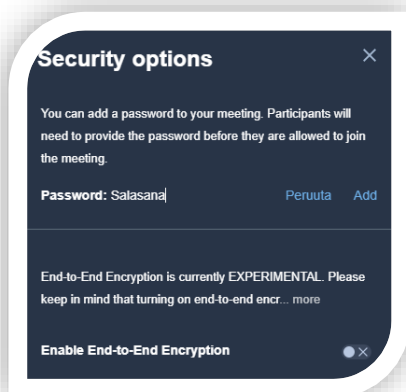 Security options
You can add a password to your meeting. Participants will
need to provide the password before they are allowed to join
the meeting.
Password: Salasana Peruuta Add
End-to-End Encryption is currently EXPERIMENTAL. Please
keep in mind that turning on end-to-end encr... more
Enable End-to-End Encryption